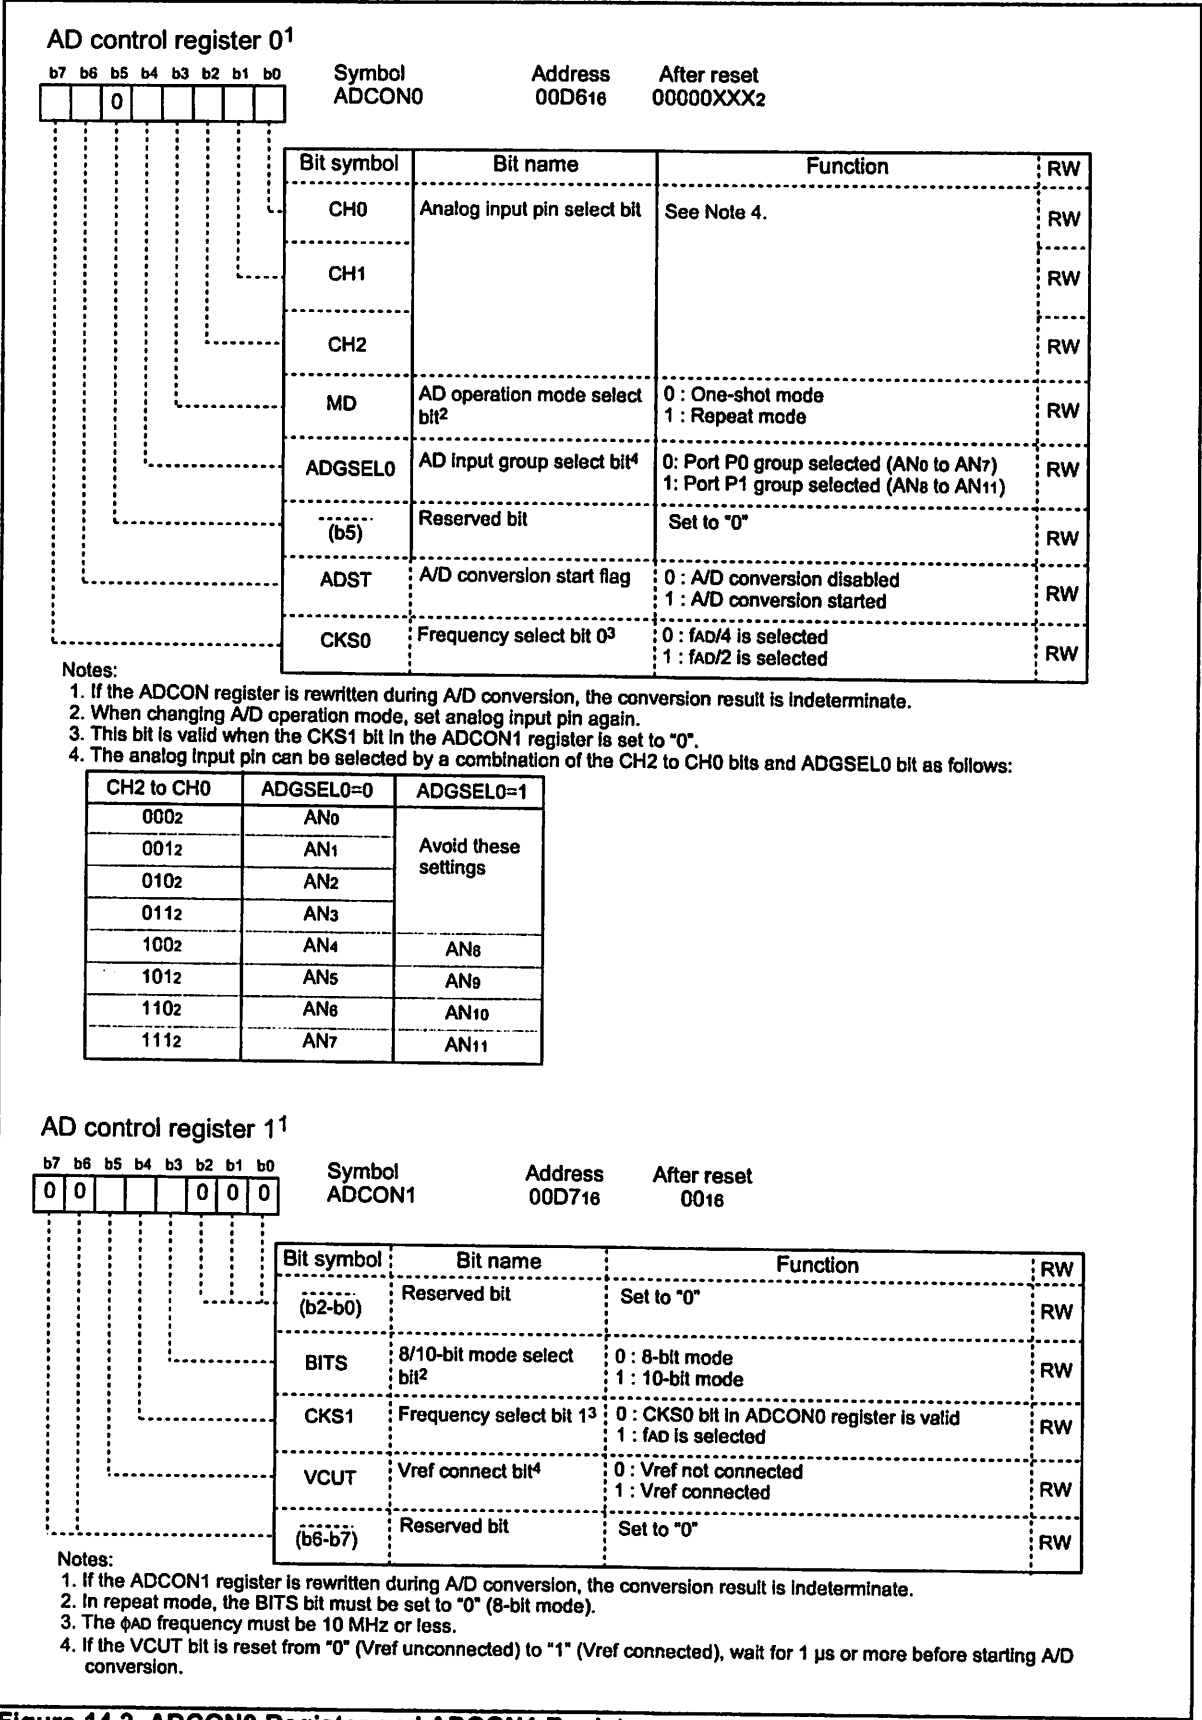 AD control register 0¹
b7 b6 b5 b4 b3 b2 b1 b0
0
Symbol Address After reset
ADCON0 00D616 00000XXX2
Bit symbol Bit name Function RW
CH0 Analog input pin select bit See Note 4. RW
CH1 RW
CH2 RW
MD AD operation mode select bit² 0 : One-shot mode RW
1 : Repeat mode
ADGSEL0 AD input group select bit⁴ 0: Port P0 group selected (AN0 to AN7) RW
1: Port P1 group selected (AN8 to AN11)
(b5) Reserved bit Set to "0" RW
ADST A/D conversion start flag 0 : A/D conversion disabled RW
1 : A/D conversion started
CKS0 Frequency select bit 0³ 0 : fAD/4 is selected RW
1 : fAD/2 is selected
Notes:
1. If the ADCON register is rewritten during A/D conversion, the conversion result is indeterminate.
2. When changing A/D operation mode, set analog input pin again.
3. This bit is valid when the CKS1 bit in the ADCON1 register is set to "0".
4. The analog input pin can be selected by a combination of the CH2 to CH0 bits and ADGSEL0 bit as follows:
CH2 to CH0 ADGSEL0=0 ADGSEL0=1
0002 AN0
0012 AN1 Avoid these
0102 AN2 settings
0112 AN3
1002 AN4 AN8
1012 AN5 AN9
1102 AN6 AN10
1112 AN7 AN11
AD control register 1¹
b7 b6 b5 b4 b3 b2 b1 b0
0 0 0 0 0
Symbol Address After reset
ADCON1 00D716 0016
Bit symbol Bit name Function RW
(b2-b0) Reserved bit Set to "0" RW
BITS 8/10-bit mode select bit² 0 : 8-bit mode RW
1 : 10-bit mode
CKS1 Frequency select bit 1³ 0 : CKS0 bit in ADCON0 register is valid RW
1 : fAD is selected
VCUT Vref connect bit⁴ 0 : Vref not connected RW
1 : Vref connected
(b6-b7) Reserved bit Set to "0" RW
Notes:
1. If the ADCON1 register is rewritten during A/D conversion, the conversion result is indeterminate.
2. In repeat mode, the BITS bit must be set to "0" (8-bit mode).
3. The φAD frequency must be 10 MHz or less.
4. If the VCUT bit is reset from "0" (Vref unconnected) to "1" (Vref connected), wait for 1 µs or more before starting A/D
conversion.